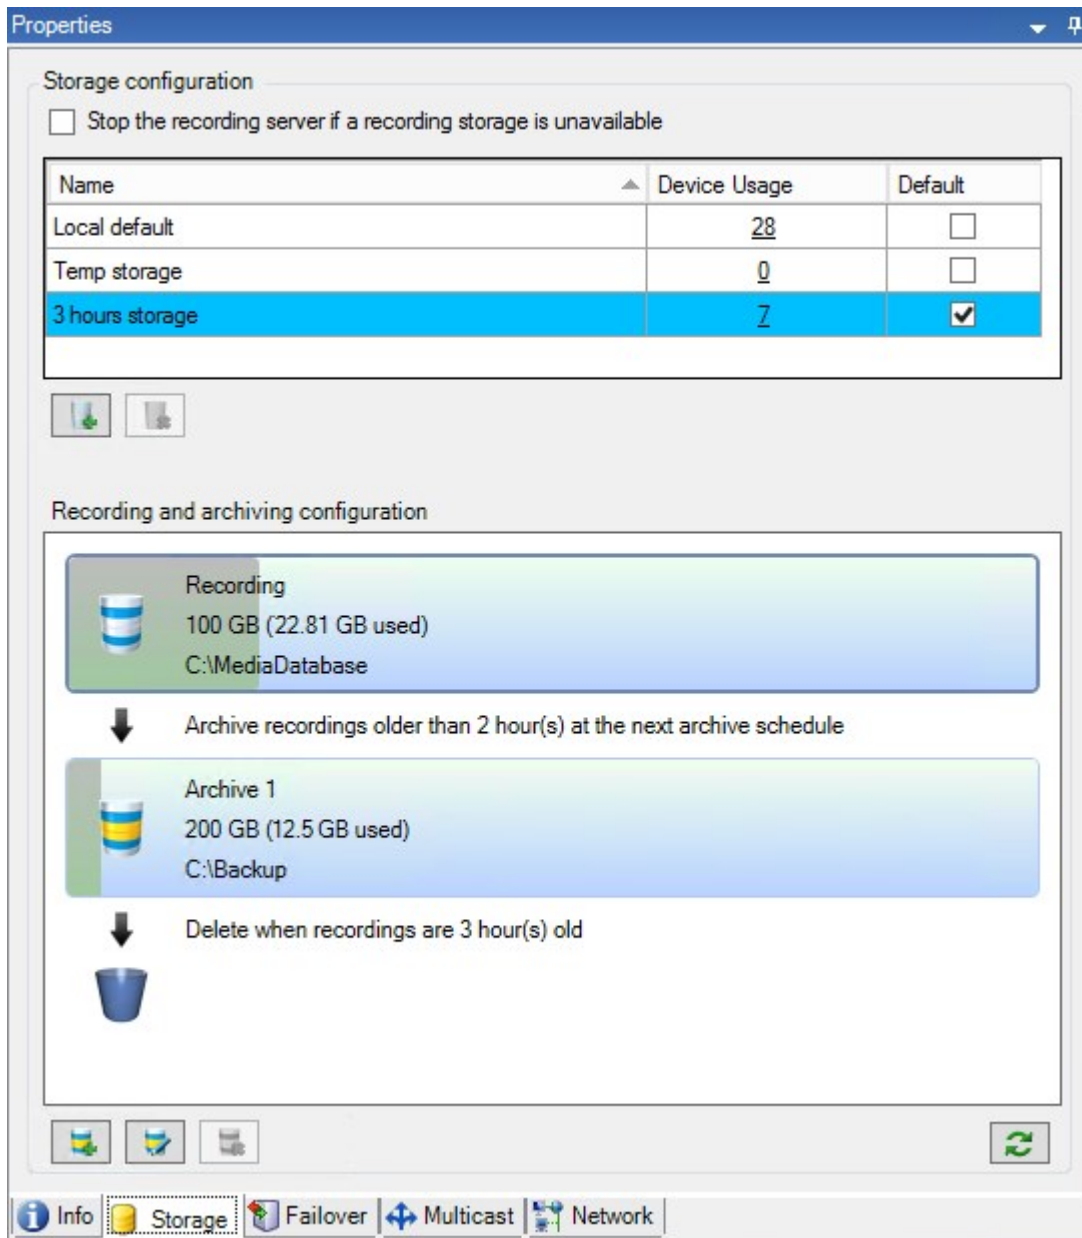 Properties
Storage configuration
Stop the recording server if a recording storage is unavailable
Name Device Usage Default
Local default 28
Temp storage 0
3 hours storage 7
Recording and archiving configuration
Recording
100 GB (22.81 GB used)
C:\MediaDatabase
Archive recordings older than 2 hour(s) at the next archive schedule
Archive 1
200 GB (12.5 GB used)
C:\Backup
Delete when recordings are 3 hour(s) old
Info Storage Failover Multicast Network